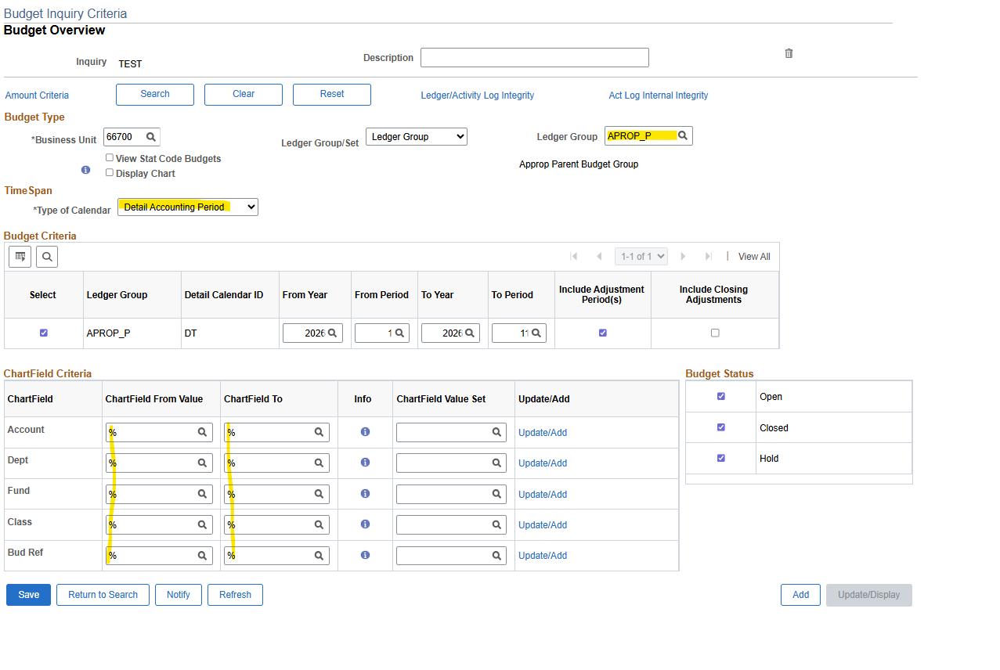 Budget Inquiry Criteria
Budget Overview
Inquiry TEST Description
Amount Criteria Search Clear Reset Ledger/Activity Log Integrity Act Log Internal Integrity
Budget Type
*Business Unit 66700 Ledger Group/Set Ledger Group Ledger Group APROP_P
View Stat Code Budgets Approp Parent Budget Group
Display Chart
TimeSpan
*Type of Calendar Detail Accounting Period
Budget Criteria
1-1 of 1 | View All
Select Ledger Group Detail Calendar ID From Year From Period To Year To Period Include Adjustment Period(s) Include Closing Adjustments
APROP_P DT 2026 1 2026 11
ChartField Criteria Budget Status
ChartField ChartField From Value ChartField To Info ChartField Value Set Update/Add Open
Account % % Update/Add Closed
Dept % % Update/Add Hold
Fund % % Update/Add
Class % % Update/Add
Bud Ref % % Update/Add
Save Return to Search Notify Refresh Add Update/Display